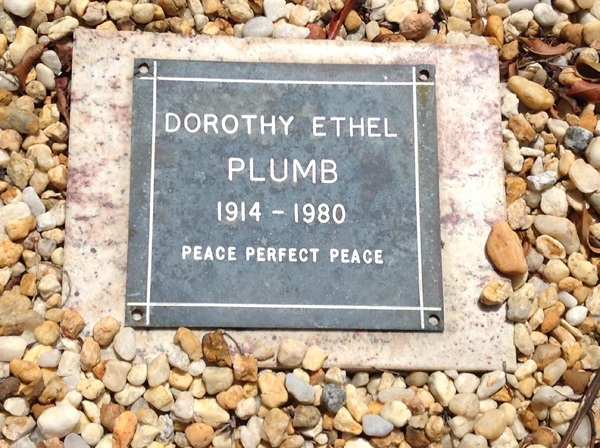 DOROTHY ETHEL
PLUMB
1914 - 1980
PEACE PERFECT PEACE